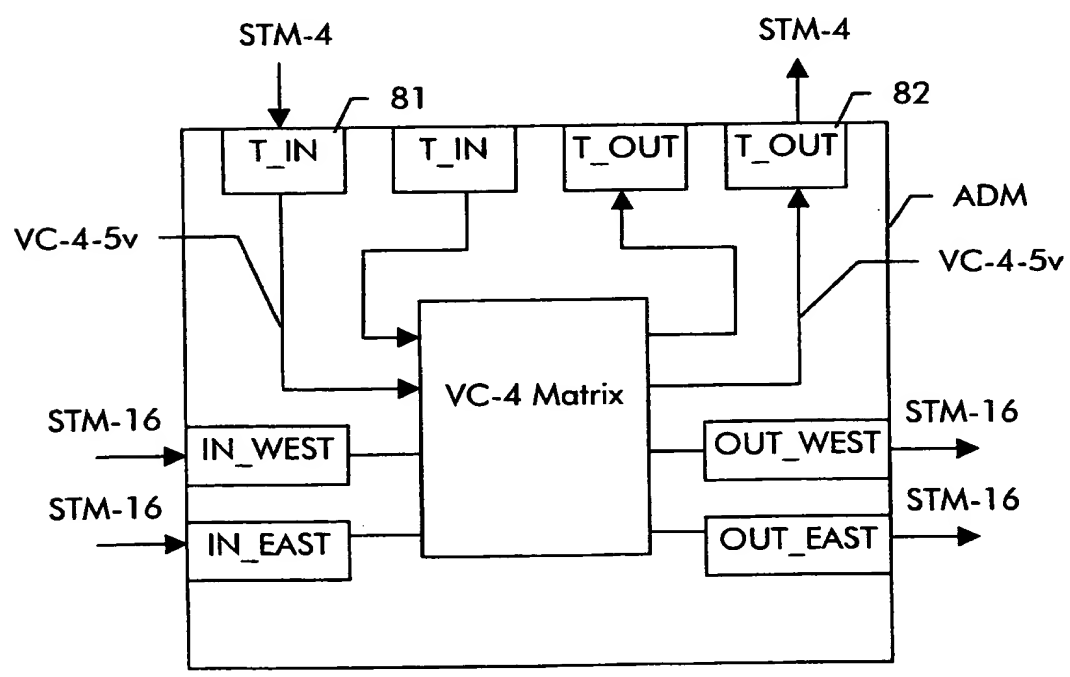 STM-4
STM-4
81
82
T_IN
T_IN
T_OUT
T_OUT
ADM
VC-4-5v
VC-4-5v
VC-4 Matrix
STM-16
IN_WEST
OUT_WEST
STM-16
STM-16
IN_EAST
OUT_EAST
STM-16